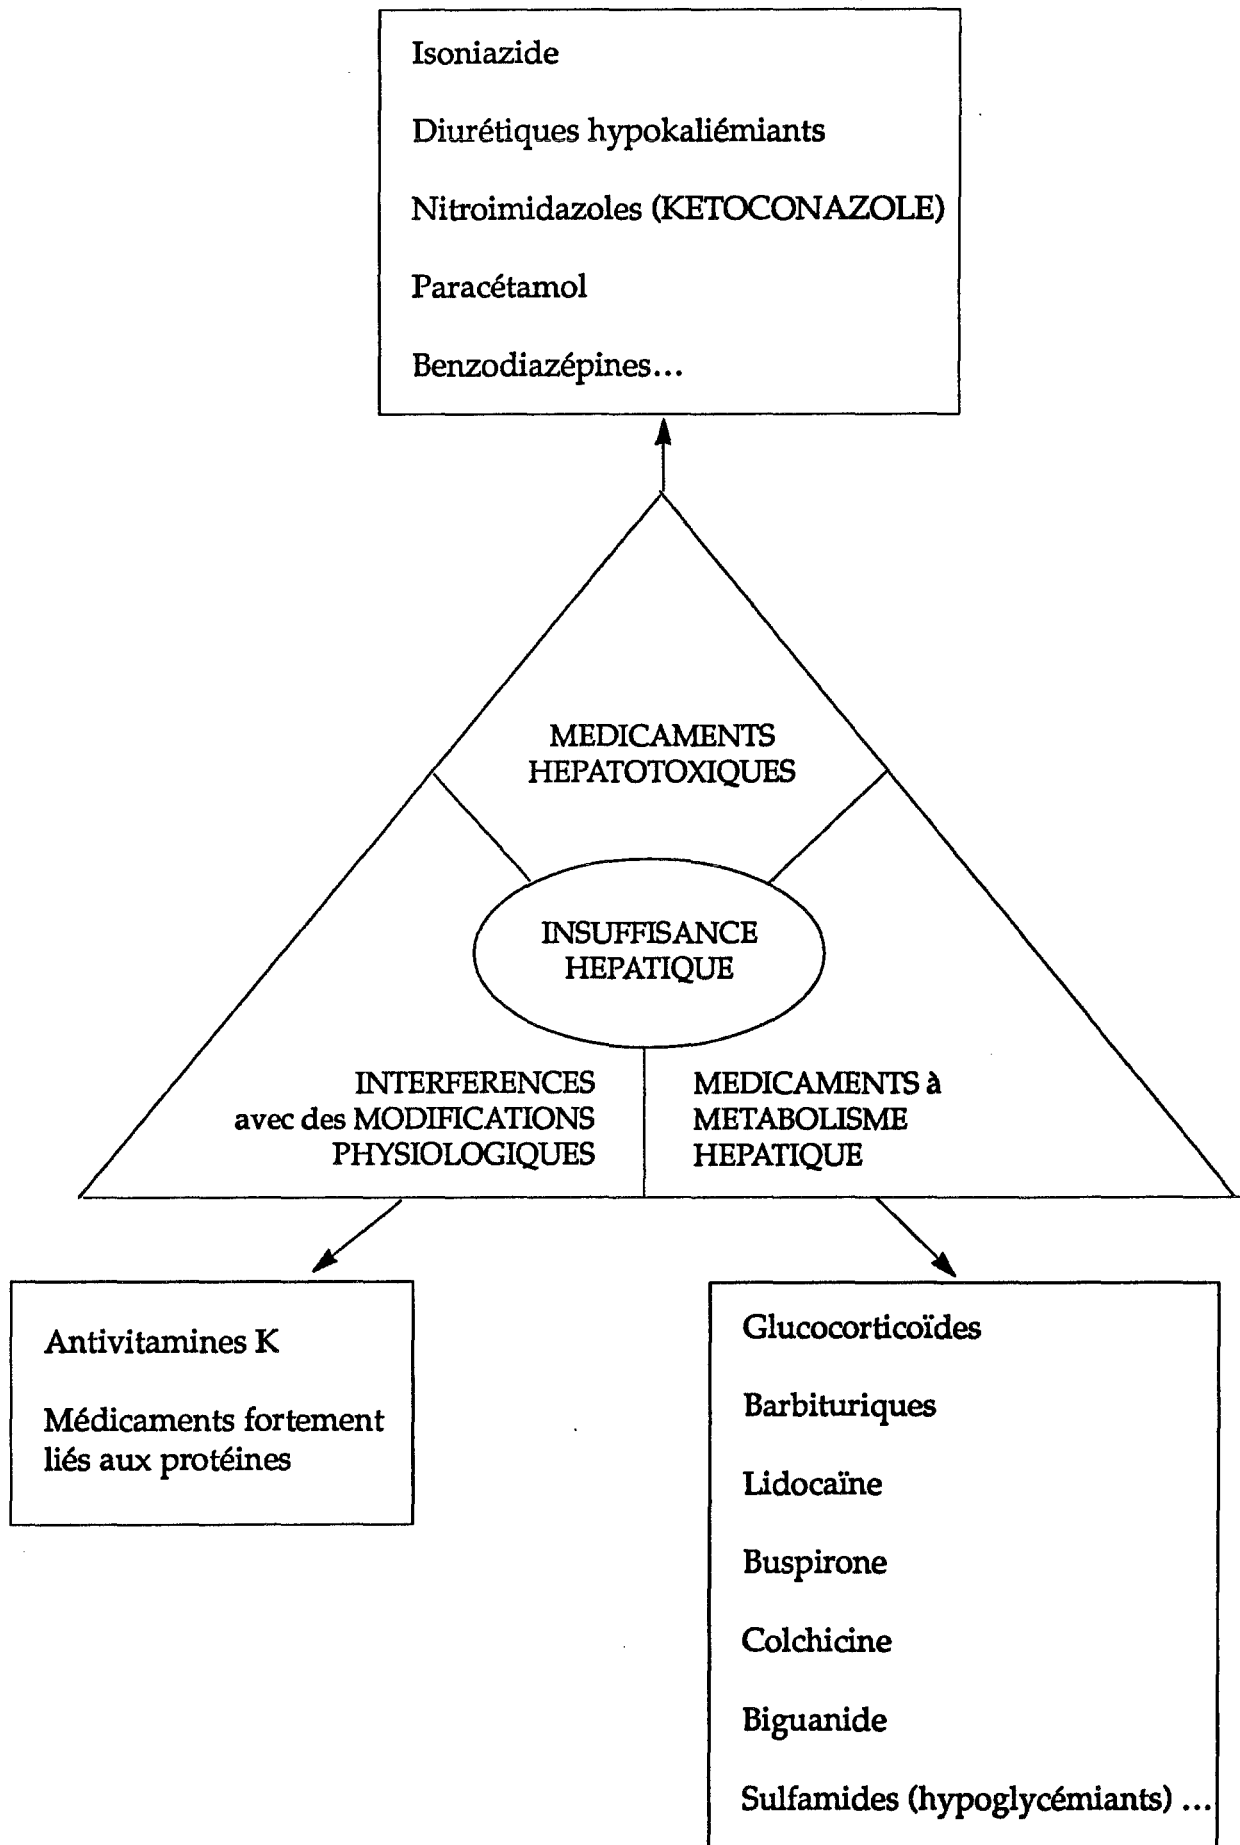 Isoniazide
Diurétiques hypokaliémiants
Nitroimidazoles (KETOCONAZOLE)
Paracétamol
Benzodiazépines...
MEDICAMENTS
HEPATOTOXIQUES
INSUFFISANCE
HEPATIQUE
INTERFERENCES
avec des MODIFICATIONS
PHYSIOLOGIQUES
MEDICAMENTS à
METABOLISME
HEPATIQUE
Antivitamines K
Médicaments fortement
liés aux protéines
Glucocorticoïdes
Barbituriques
Lidocaïne
Buspirone
Colchicine
Biguanide
Sulfamides (hypoglycémiants) ...